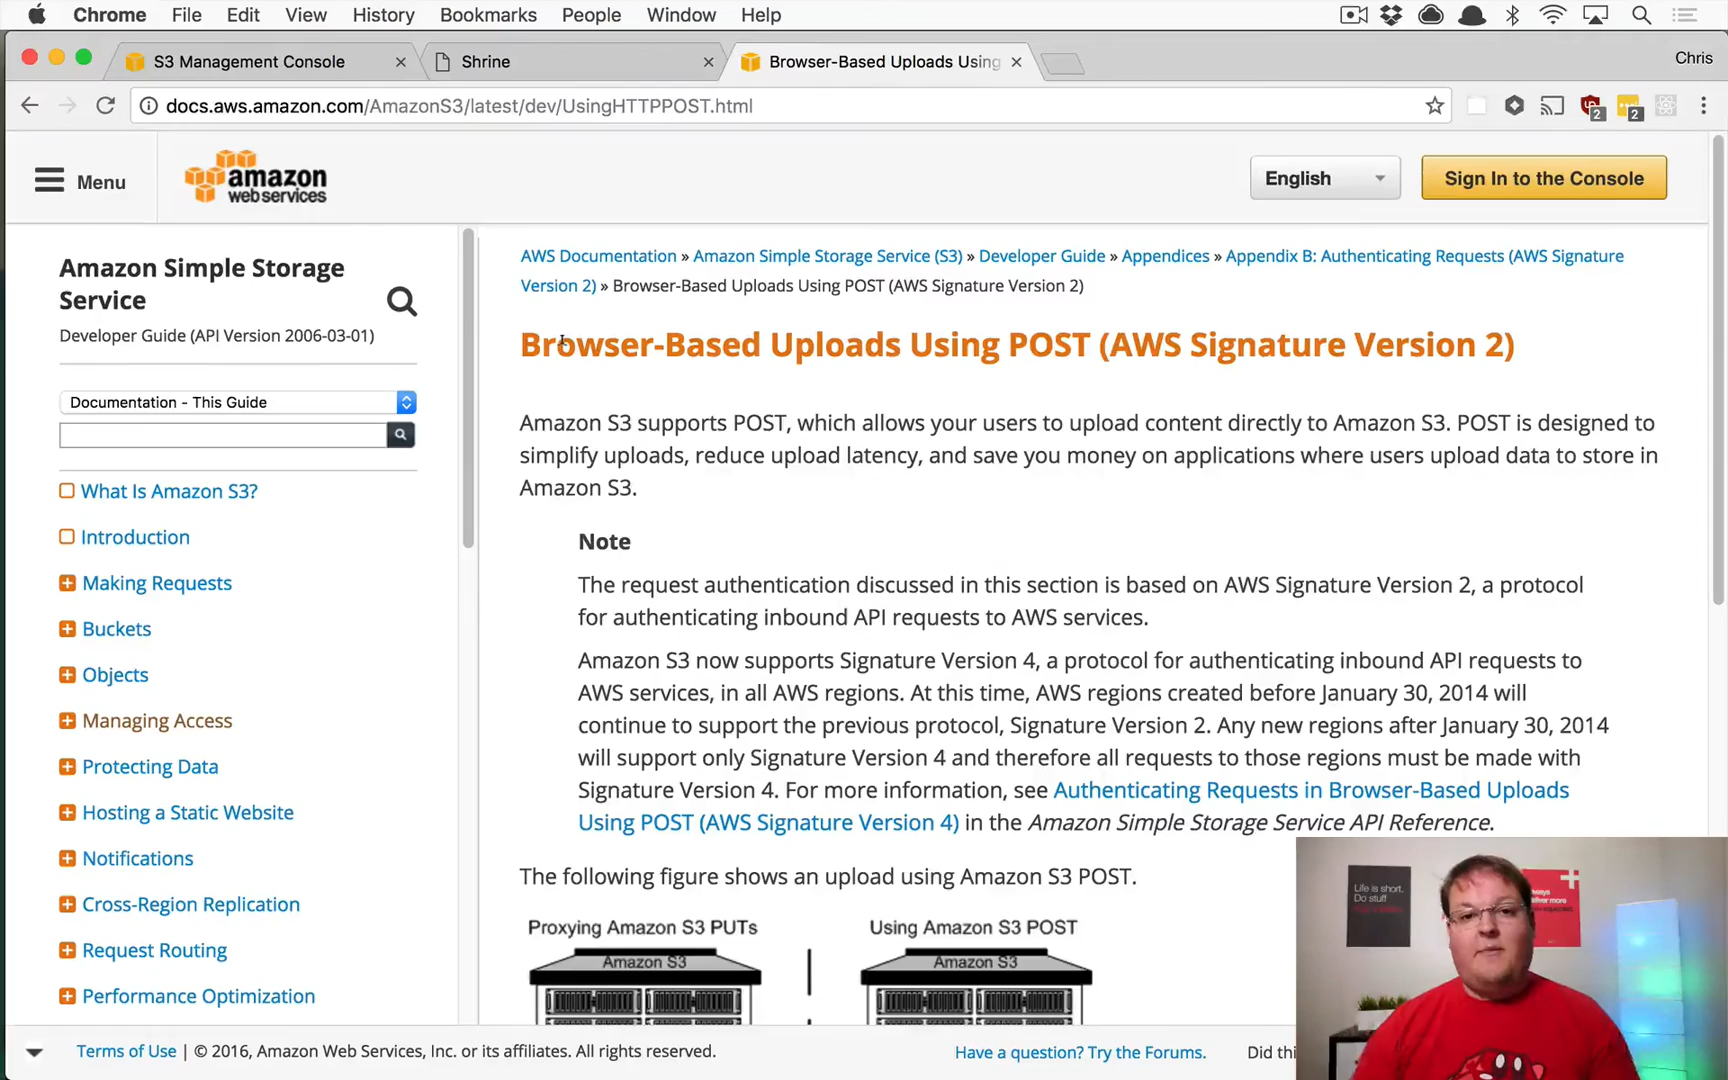 Chrome File Edit View History Bookmarks People Window Help
S3 Management Console
Shrine
Browser-Based Uploads Using
Chris
docs.aws.amazon.com/AmazonS3/latest/dev/UsingHTTPPOST.html
2
2
Menu
amazon
webservices
English
Sign In to the Console
Amazon Simple Storage
Service
Developer Guide (API Version 2006-03-01)
Documentation - This Guide
What Is Amazon S3?
Introduction
Making Requests
Buckets
Objects
Managing Access
Protecting Data
Hosting a Static Website
Notifications
Cross-Region Replication
Request Routing
Performance Optimization
AWS Documentation » Amazon Simple Storage Service (S3) » Developer Guide » Appendices » Appendix B: Authenticating Requests (AWS Signature
Version 2) » Browser-Based Uploads Using POST (AWS Signature Version 2)
Browser-Based Uploads Using POST (AWS Signature Version 2)
Amazon S3 supports POST, which allows your users to upload content directly to Amazon S3. POST is designed to
simplify uploads, reduce upload latency, and save you money on applications where users upload data to store in
Amazon S3.
Note
The request authentication discussed in this section is based on AWS Signature Version 2, a protocol
for authenticating inbound API requests to AWS services.
Amazon S3 now supports Signature Version 4, a protocol for authenticating inbound API requests to
AWS services, in all AWS regions. At this time, AWS regions created before January 30, 2014 will
continue to support the previous protocol, Signature Version 2. Any new regions after January 30, 2014
will support only Signature Version 4 and therefore all requests to those regions must be made with
Signature Version 4. For more information, see Authenticating Requests in Browser-Based Uploads
Using POST (AWS Signature Version 4) in the Amazon Simple Storage Service API Reference.
The following figure shows an upload using Amazon S3 POST.
Proxying Amazon S3 PUTs
Using Amazon S3 POST
Amazon S3
Amazon S3
Life is short.
Do stuff
Terms of Use | © 2016, Amazon Web Services, Inc. or its affiliates. All rights reserved.
Have a question? Try the Forums.
Did thi